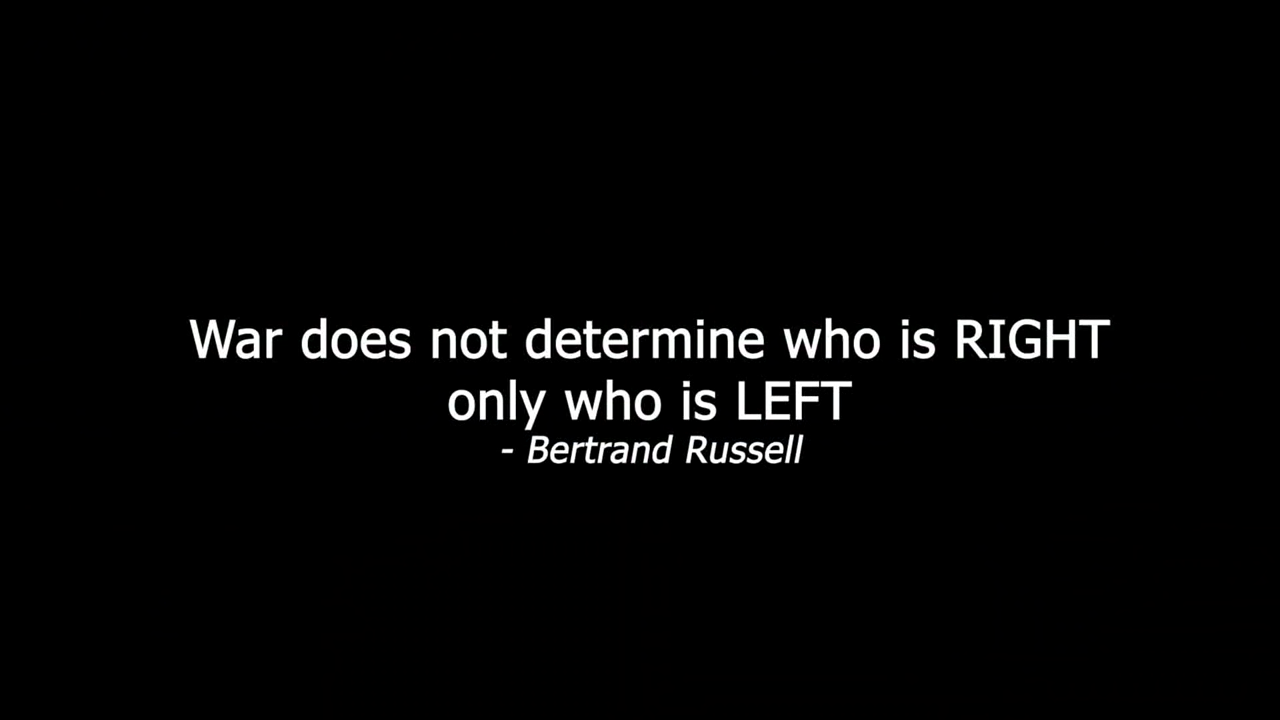 War does not determine who is RIGHT
only who is LEFT
- Bertrand Russell